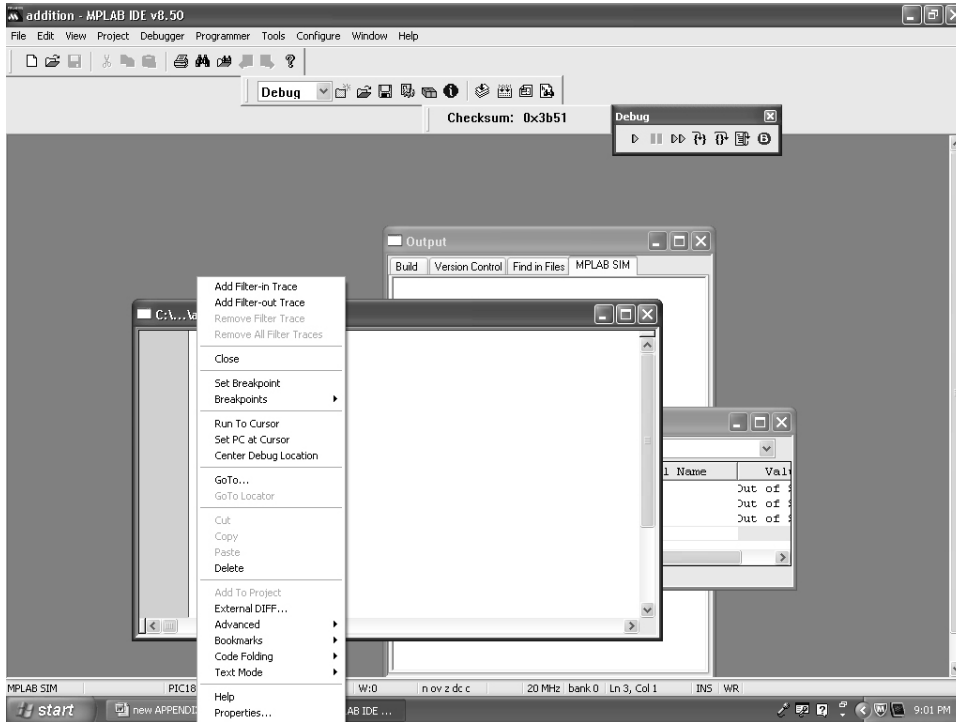 addition - MPLAB IDE v8.50
File Edit View Project Debugger Programmer Tools Configure Window Help
Debug
Checksum: 0x3b51
Debug
Output
Build Version Control Find in Files MPLAB SIM
C:\...\a
Add Filter-in Trace
Add Filter-out Trace
Remove Filter Trace
Remove All Filter Traces
Close
Set Breakpoint
Breakpoints
Run To Cursor
Set PC at Cursor
Center Debug Location
GoTo...
GoTo Locator
Cut
Copy
Paste
Delete
Add To Project
External DIFF...
Advanced
Bookmarks
Code Folding
Text Mode
Help
Properties...
l Name Valu
Out of S
Out of S
Out of S
MPLAB SIM PIC18 W:0 n ov z dc c 20 MHz bank 0 Ln 3, Col 1 INS WR
start new APPENDI AB IDE ... 9:01 PM